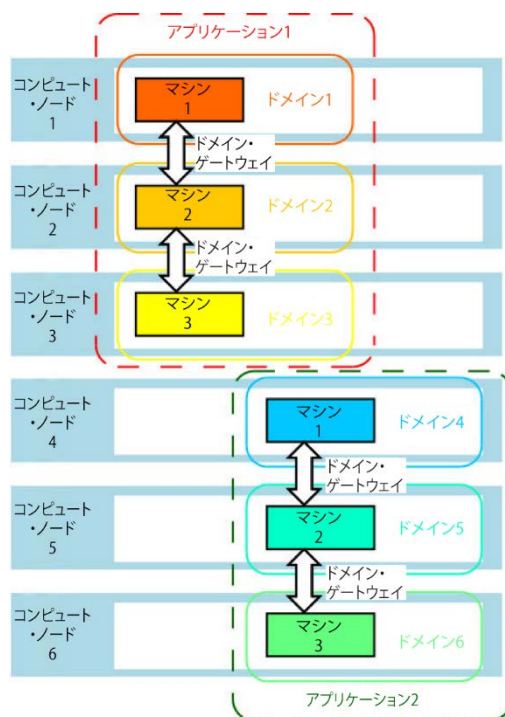 アプリケーション1
コンピュート
・ノード
1
マシン
1
ドメイン1
ドメイン・
ゲートウェイ
コンピュート
・ノード
2
マシン
2
ドメイン2
ドメイン・
ゲートウェイ
コンピュート
・ノード
3
マシン
3
ドメイン3
コンピュート
・ノード
4
マシン
1
ドメイン4
ドメイン・
ゲートウェイ
コンピュート
・ノード
5
マシン
2
ドメイン5
ドメイン・
ゲートウェイ
コンピュート
・ノード
6
マシン
3
ドメイン6
アプリケーション2